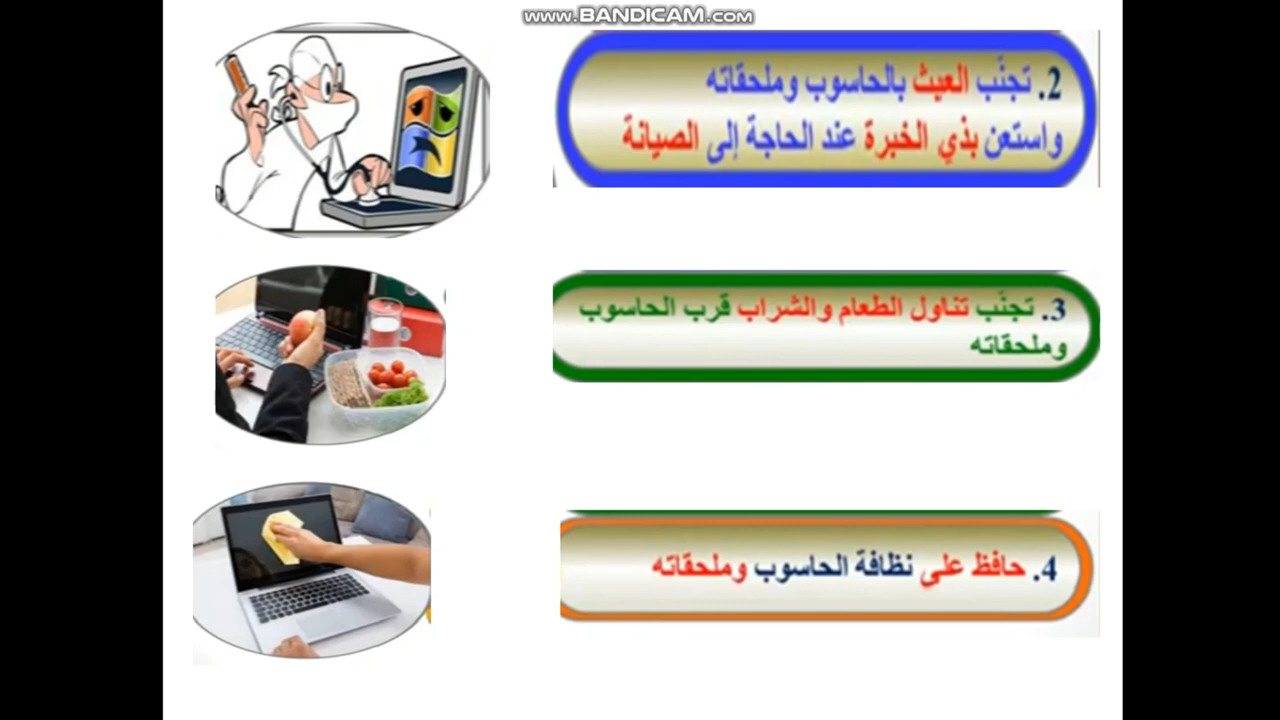 www.BANDICAM.com
2. تجنّب العبث بالحاسوب وملحقاته
واستعن بذي الخبرة عند الحاجة إلى الصيانة
3. تجنّب تناول الطعام والشراب قرب الحاسوب
وملحقاته
4. حافظ على نظافة الحاسوب وملحقاته